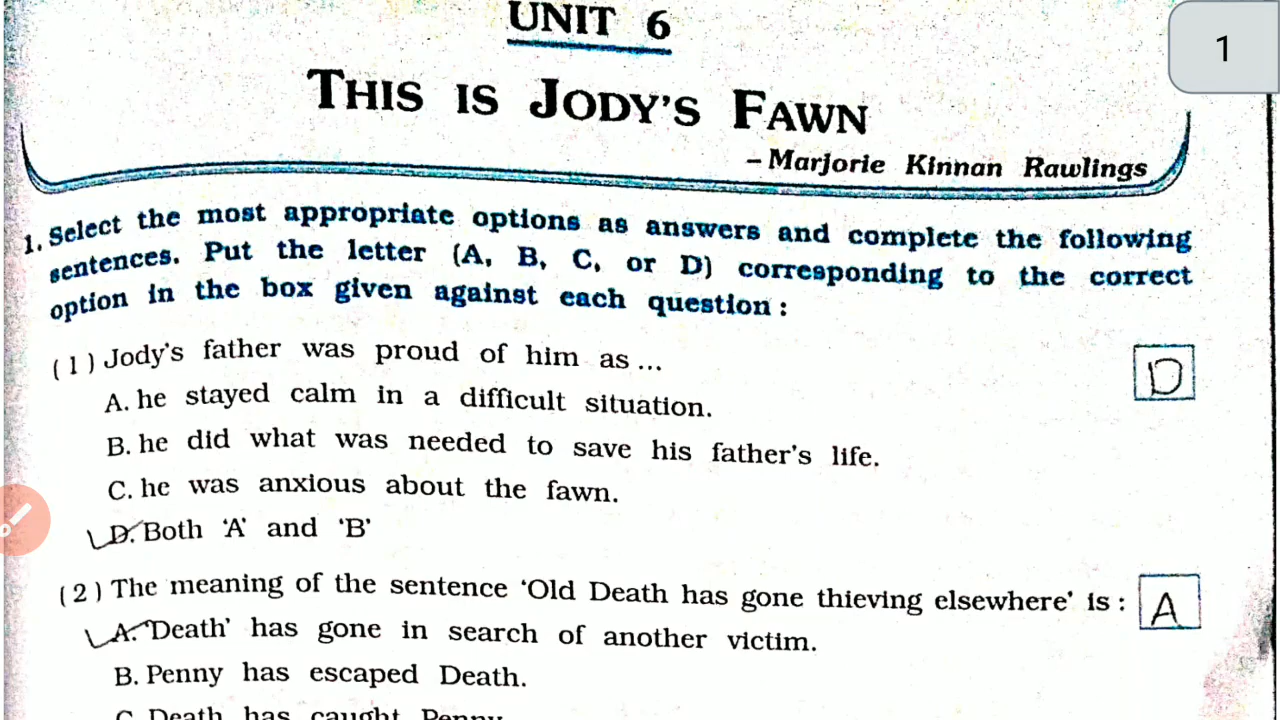 UNIT 6
1
THIS IS JODY'S FAWN
– Marjorie Kinnan Rawlings
1. Select the most appropriate options as answers and complete the following
sentences. Put the letter (A, B, C, or D) corresponding to the correct
option in the box given against each question :
(1) Jody's father was proud of him as ... D
A. he stayed calm in a difficult situation.
B. he did what was needed to save his father's life.
C. he was anxious about the fawn.
D. Both 'A' and 'B'
(2) The meaning of the sentence 'Old Death has gone thieving elsewhere' is : A
A. 'Death' has gone in search of another victim.
B. Penny has escaped Death.
C. Death has caught Penny.